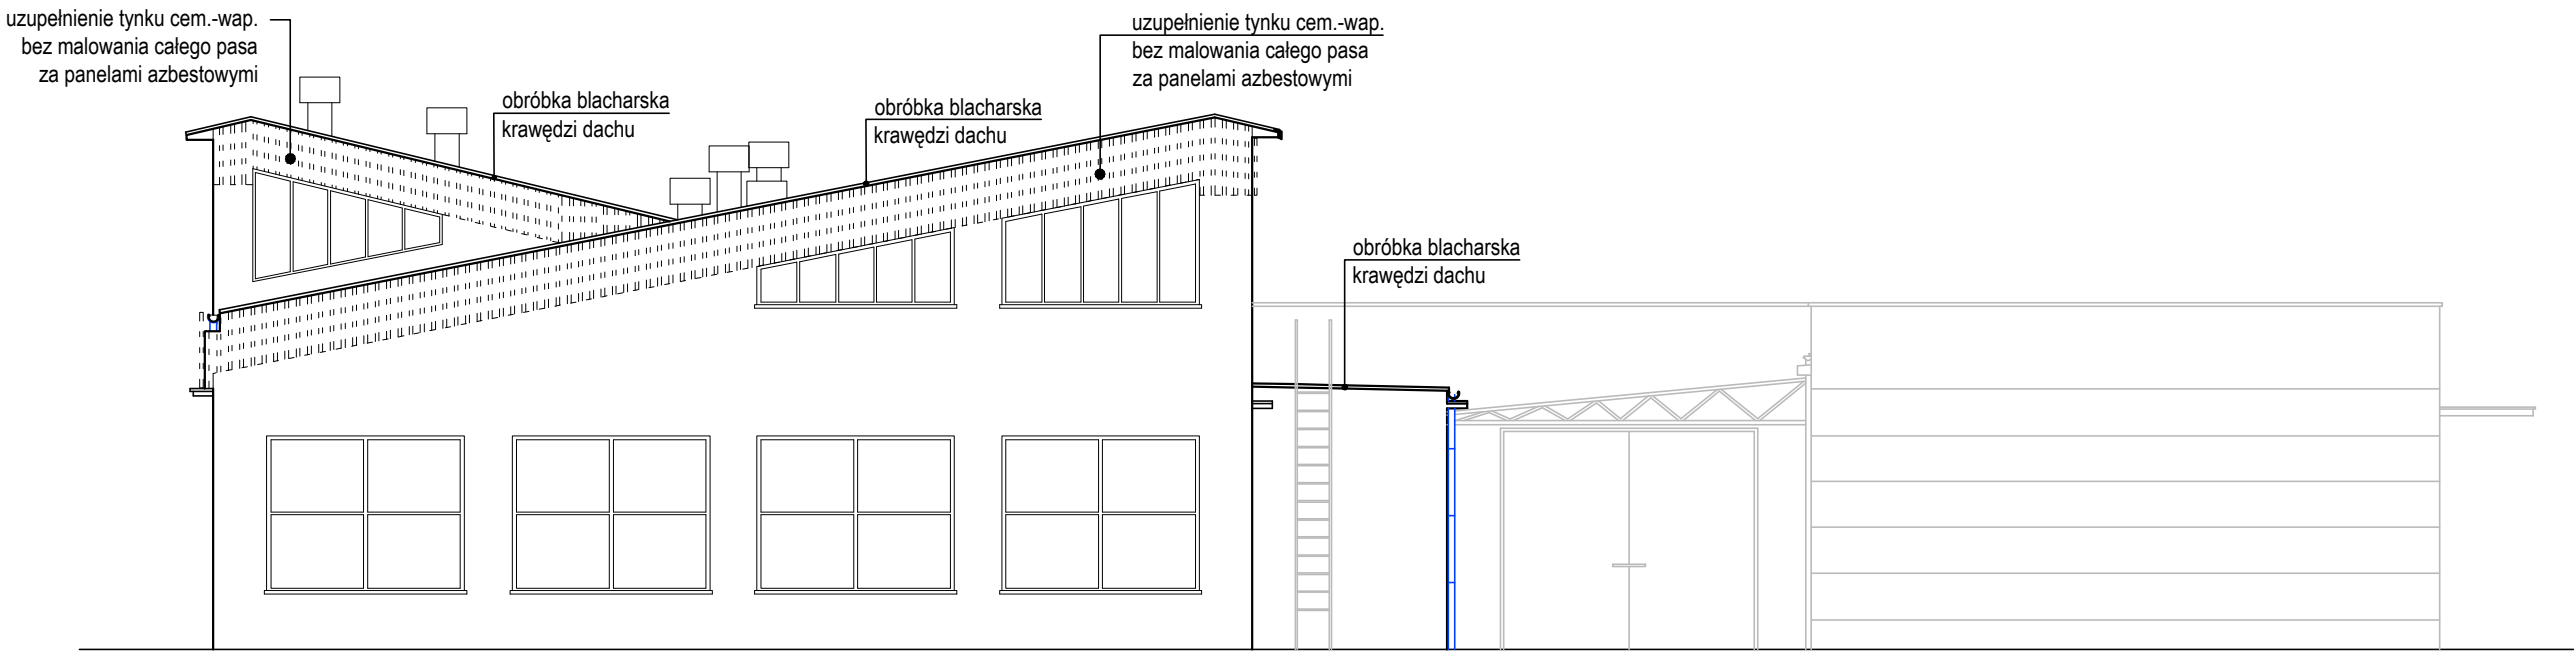 uzupełnienie tynku cem.-wap.
bez malowania całego pasa
za panelami azbestowymi
obróbka blacharska
krawędzi dachu
obróbka blacharska
krawędzi dachu
uzupełnienie tynku cem.-wap.
bez malowania całego pasa
za panelami azbestowymi
obróbka blacharska
krawędzi dachu